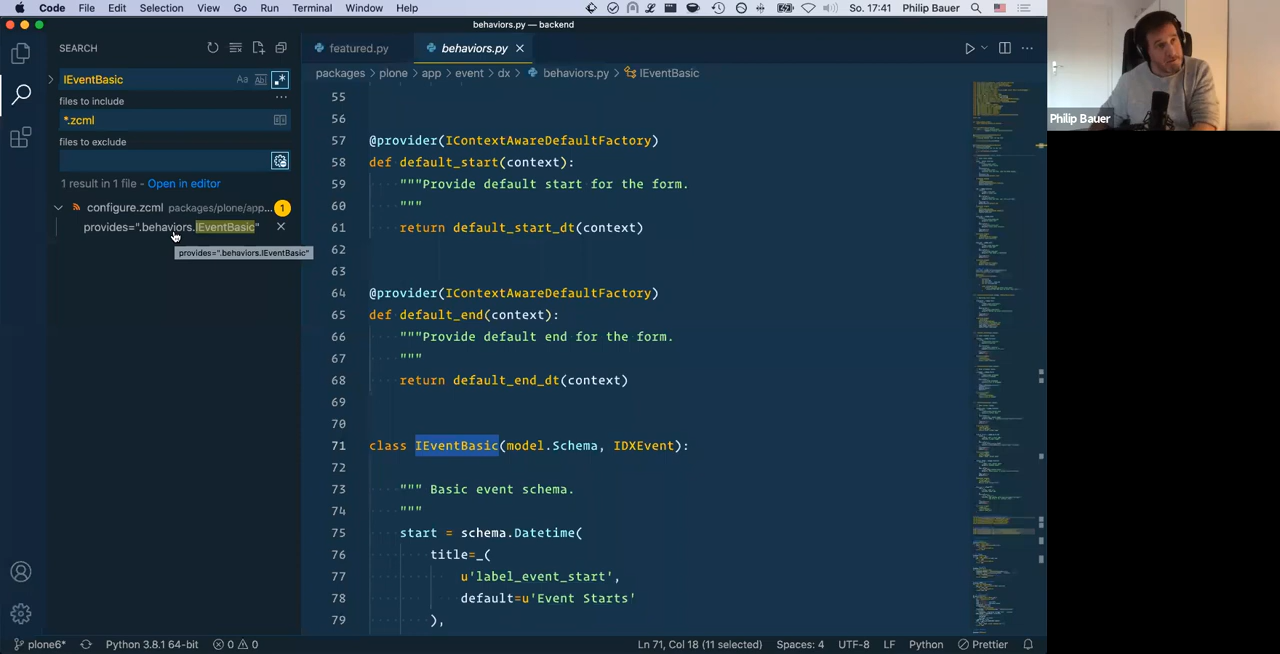 Code File Edit Selection View Go Run Terminal Window Help So. 17:41 Philip Bauer
behaviors.py — backend
SEARCH
featured.py behaviors.py
IEventBasic
files to include
*.zcml
files to exclude
1 result in 1 file - Open in editor
configure.zcml packages/plone/app... 1
provides=".behaviors.IEventBasic"
provides=".behaviors.IEventBasic"
packages > plone > app > event > dx > behaviors.py > IEventBasic
55
56
57 @provider(IContextAwareDefaultFactory)
58 def default_start(context):
59 """Provide default start for the form.
60 """
61 return default_start_dt(context)
62
63
64 @provider(IContextAwareDefaultFactory)
65 def default_end(context):
66 """Provide default end for the form.
67 """
68 return default_end_dt(context)
69
70
71 class IEventBasic(model.Schema, IDXEvent):
72
73 """ Basic event schema.
74 """
75 start = schema.Datetime(
76 title=_(
77 u'label_event_start',
78 default=u'Event Starts'
79 ),
Philip Bauer
plone6* Python 3.8.1 64-bit 0 0 Ln 71, Col 18 (11 selected) Spaces: 4 UTF-8 LF Python Prettier